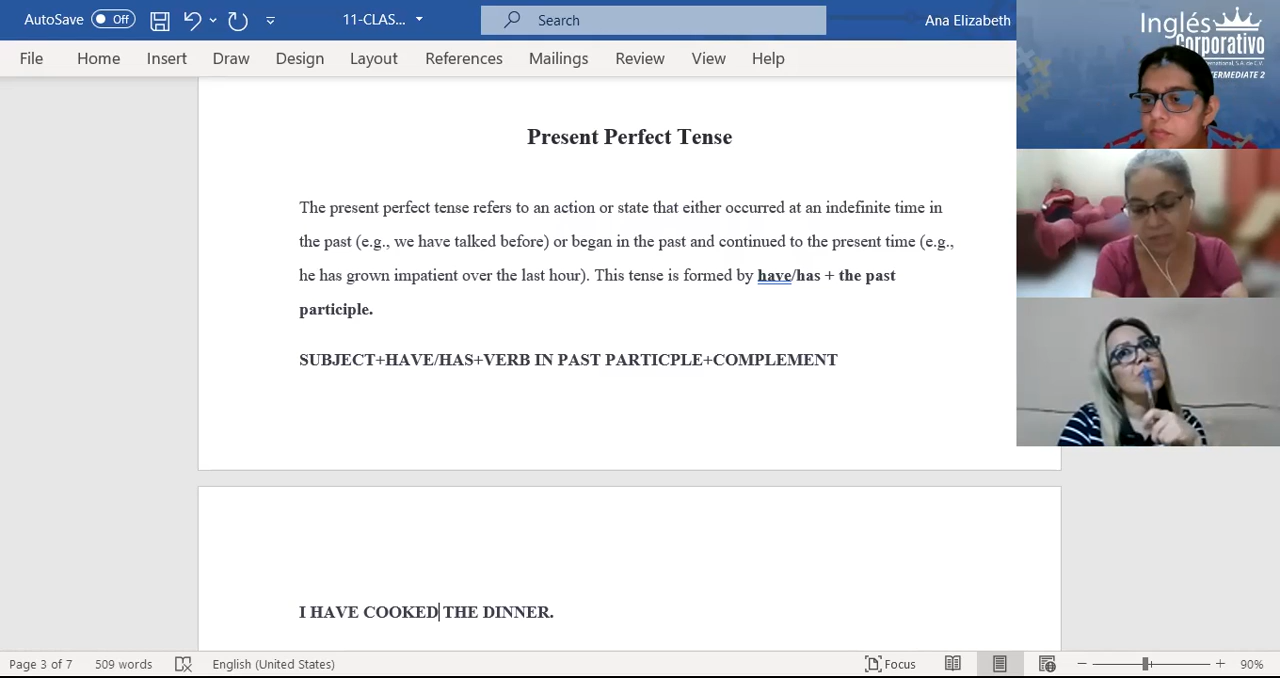 AutoSave Off 11-CLAS... Search Ana Elizabeth
File Home Insert Draw Design Layout References Mailings Review View Help
Inglés
Corporativo
International, S.A. de C.V.
INTERMEDIATE 2
Present Perfect Tense
The present perfect tense refers to an action or state that either occurred at an indefinite time in
the past (e.g., we have talked before) or began in the past and continued to the present time (e.g.,
he has grown impatient over the last hour). This tense is formed by have/has + the past
participle.
SUBJECT+HAVE/HAS+VERB IN PAST PARTICPLE+COMPLEMENT
I HAVE COOKED THE DINNER.
Page 3 of 7 509 words English (United States) Focus 90%